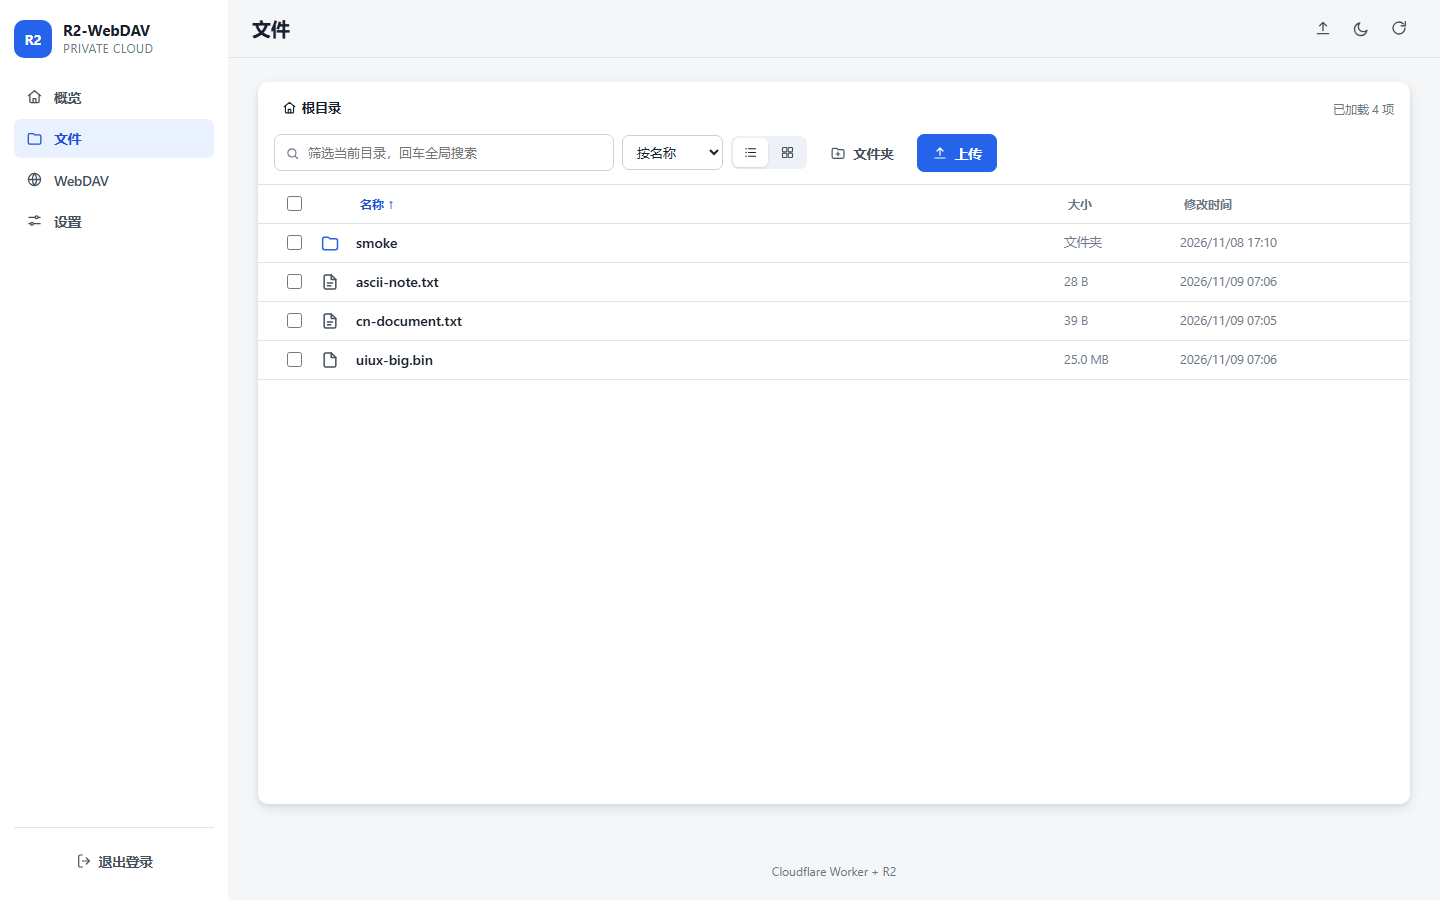 R2
R2-WebDAV
PRIVATE CLOUD
概览
文件
WebDAV
设置
退出登录
文件
根目录
已加载 4 项
筛选当前目录，回车全局搜索
按名称
文件夹
上传
名称 ↑ 大小 修改时间
smoke 文件夹 2026/11/08 17:10
ascii-note.txt 28 B 2026/11/09 07:06
cn-document.txt 39 B 2026/11/09 07:05
uiux-big.bin 25.0 MB 2026/11/09 07:06
Cloudflare Worker + R2